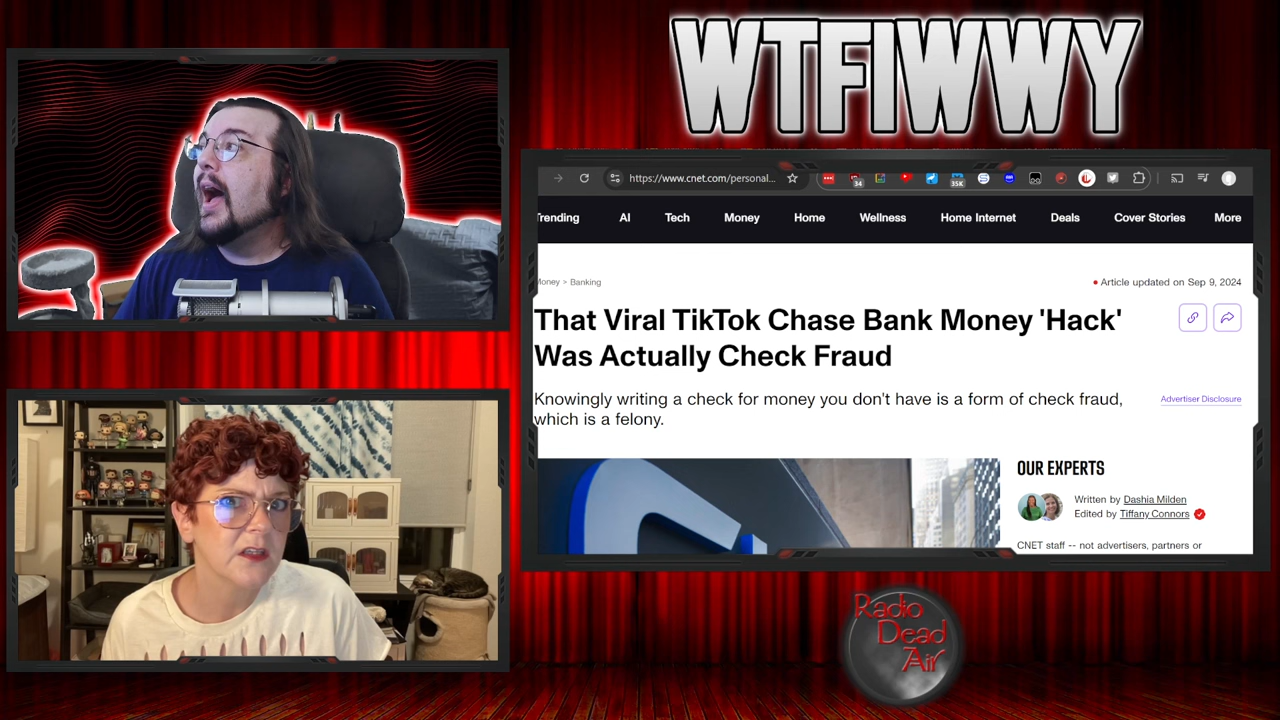 WTFIWWY
https://www.cnet.com/personal...
34
35K
Trending AI Tech Money Home Wellness Home Internet Deals Cover Stories More
Money > Banking
Article updated on Sep 9, 2024
That Viral TikTok Chase Bank Money 'Hack'
Was Actually Check Fraud
Knowingly writing a check for money you don't have is a form of check fraud,
which is a felony.
Advertiser Disclosure
OUR EXPERTS
Written by Dashia Milden
Edited by Tiffany Connors
CNET staff -- not advertisers, partners or
Radio
Dead
Air